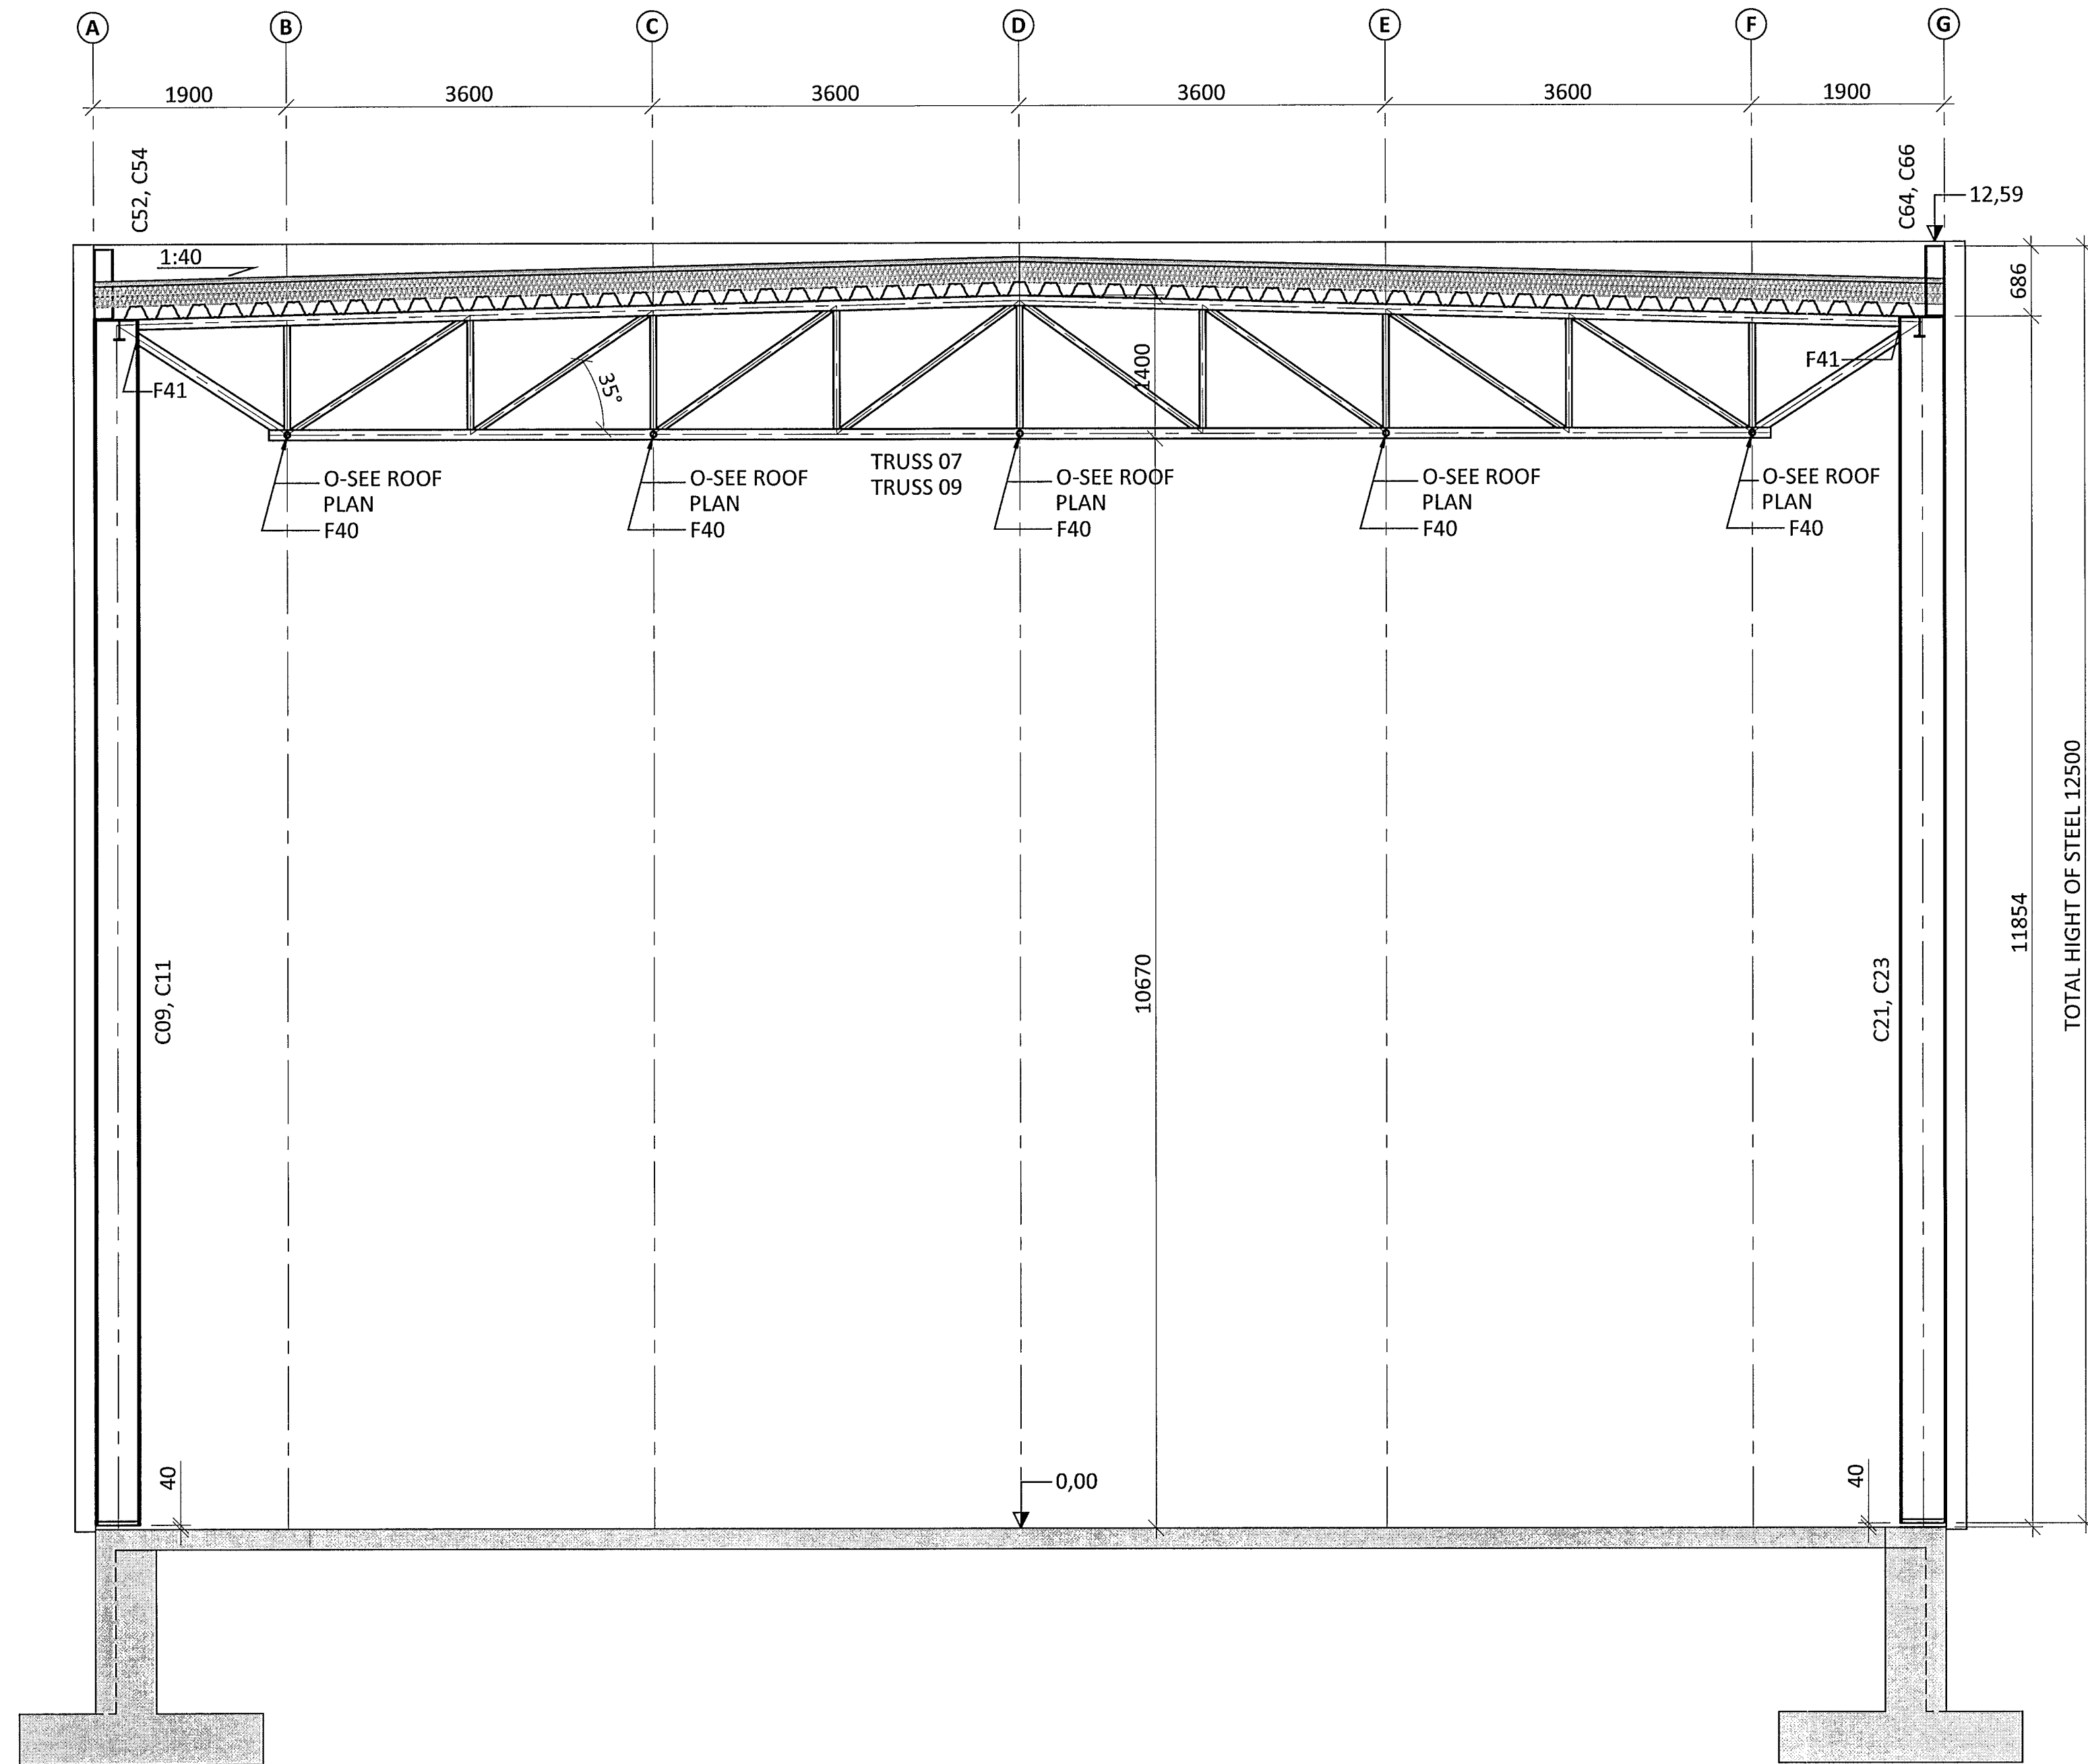 A B C D E F G
1900 3600 3600 3600 3600 1900
C52, C54
C64, C66
12,59
1:40
686
F41
35°
1400
F41
TRUSS 07
TRUSS 09
O-SEE ROOF
PLAN
F40
O-SEE ROOF
PLAN
F40
O-SEE ROOF
PLAN
F40
O-SEE ROOF
PLAN
F40
O-SEE ROOF
PLAN
F40
C09, C11
10670
C21, C23
11854
TOTAL HIGHT OF STEEL 12500
40
0,00
40